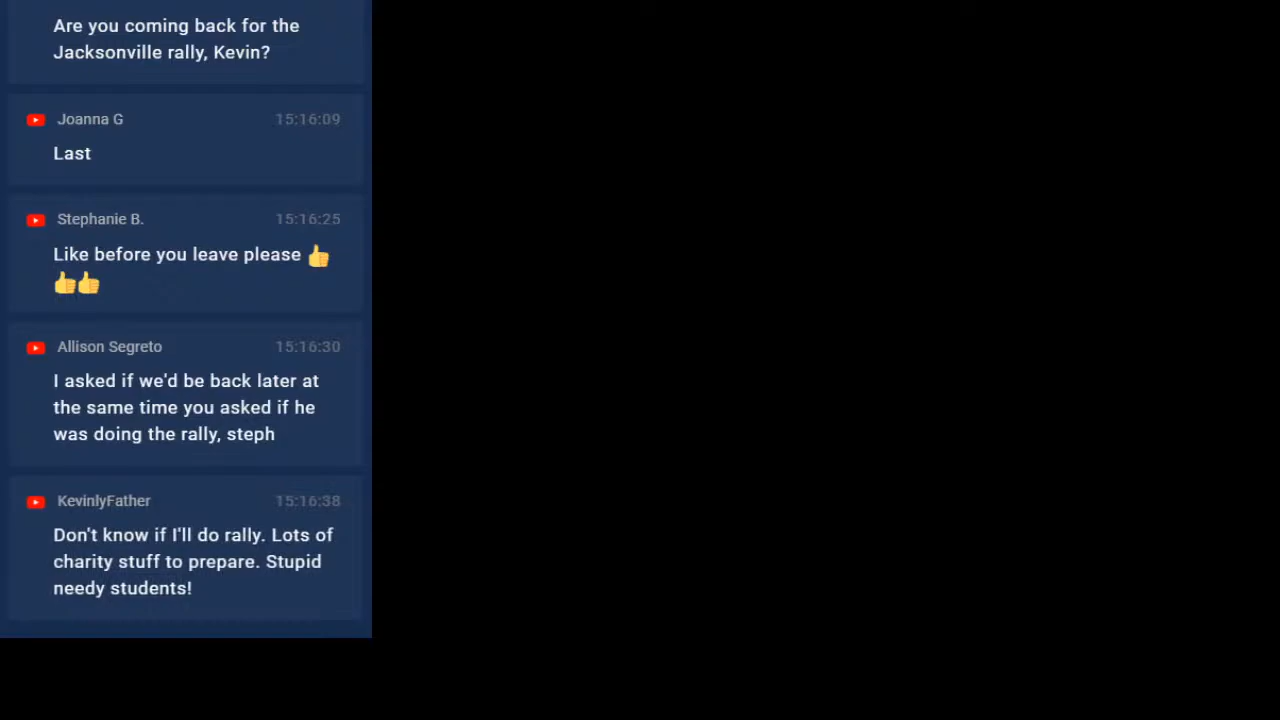 Are you coming back for the
Jacksonville rally, Kevin?
Joanna G 15:16:09
Last
Stephanie B. 15:16:25
Like before you leave please 👍
👍👍
Allison Segreto 15:16:30
I asked if we'd be back later at
the same time you asked if he
was doing the rally, steph
KevinlyFather 15:16:38
Don't know if I'll do rally. Lots of
charity stuff to prepare. Stupid
needy students!